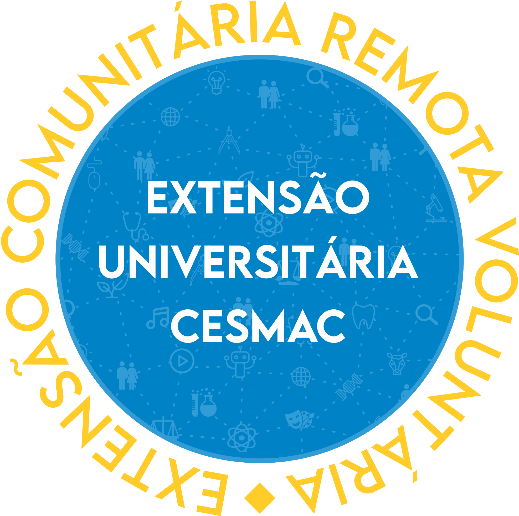 EXTENSÃO COMUNITÁRIA REMOTA VOLUNTÁRIA
EXTENSÃO
UNIVERSITÁRIA
CESMAC